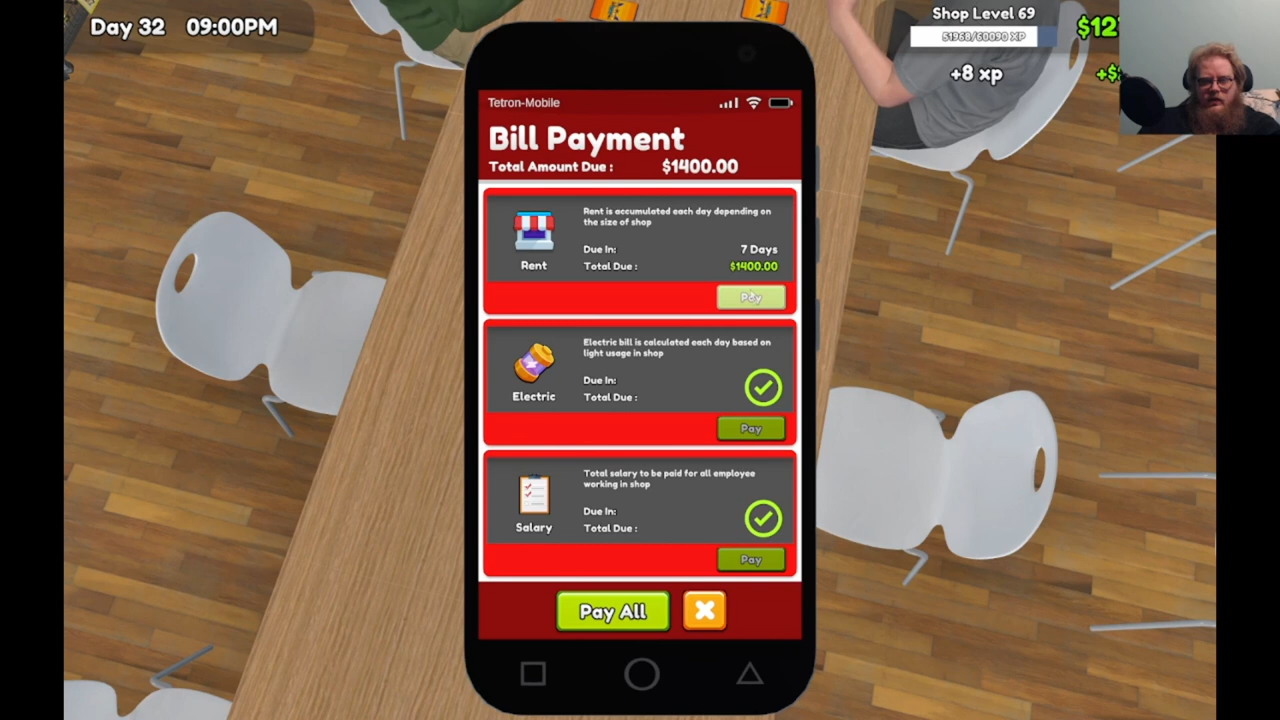 Day 32 09:00PM
Shop Level 69
51968/60090 XP
+8 xp
$12
+$
Tetron-Mobile
Bill Payment
Total Amount Due : $1400.00
Rent is accumulated each day depending on
the size of shop
Due In: 7 Days
Rent
Total Due : $1400.00
Pay
Electric bill is calculated each day based on
light usage in shop
Due In:
Electric
Total Due :
Pay
Total salary to be paid for all employee
working in shop
Due In:
Salary
Total Due :
Pay
Pay All